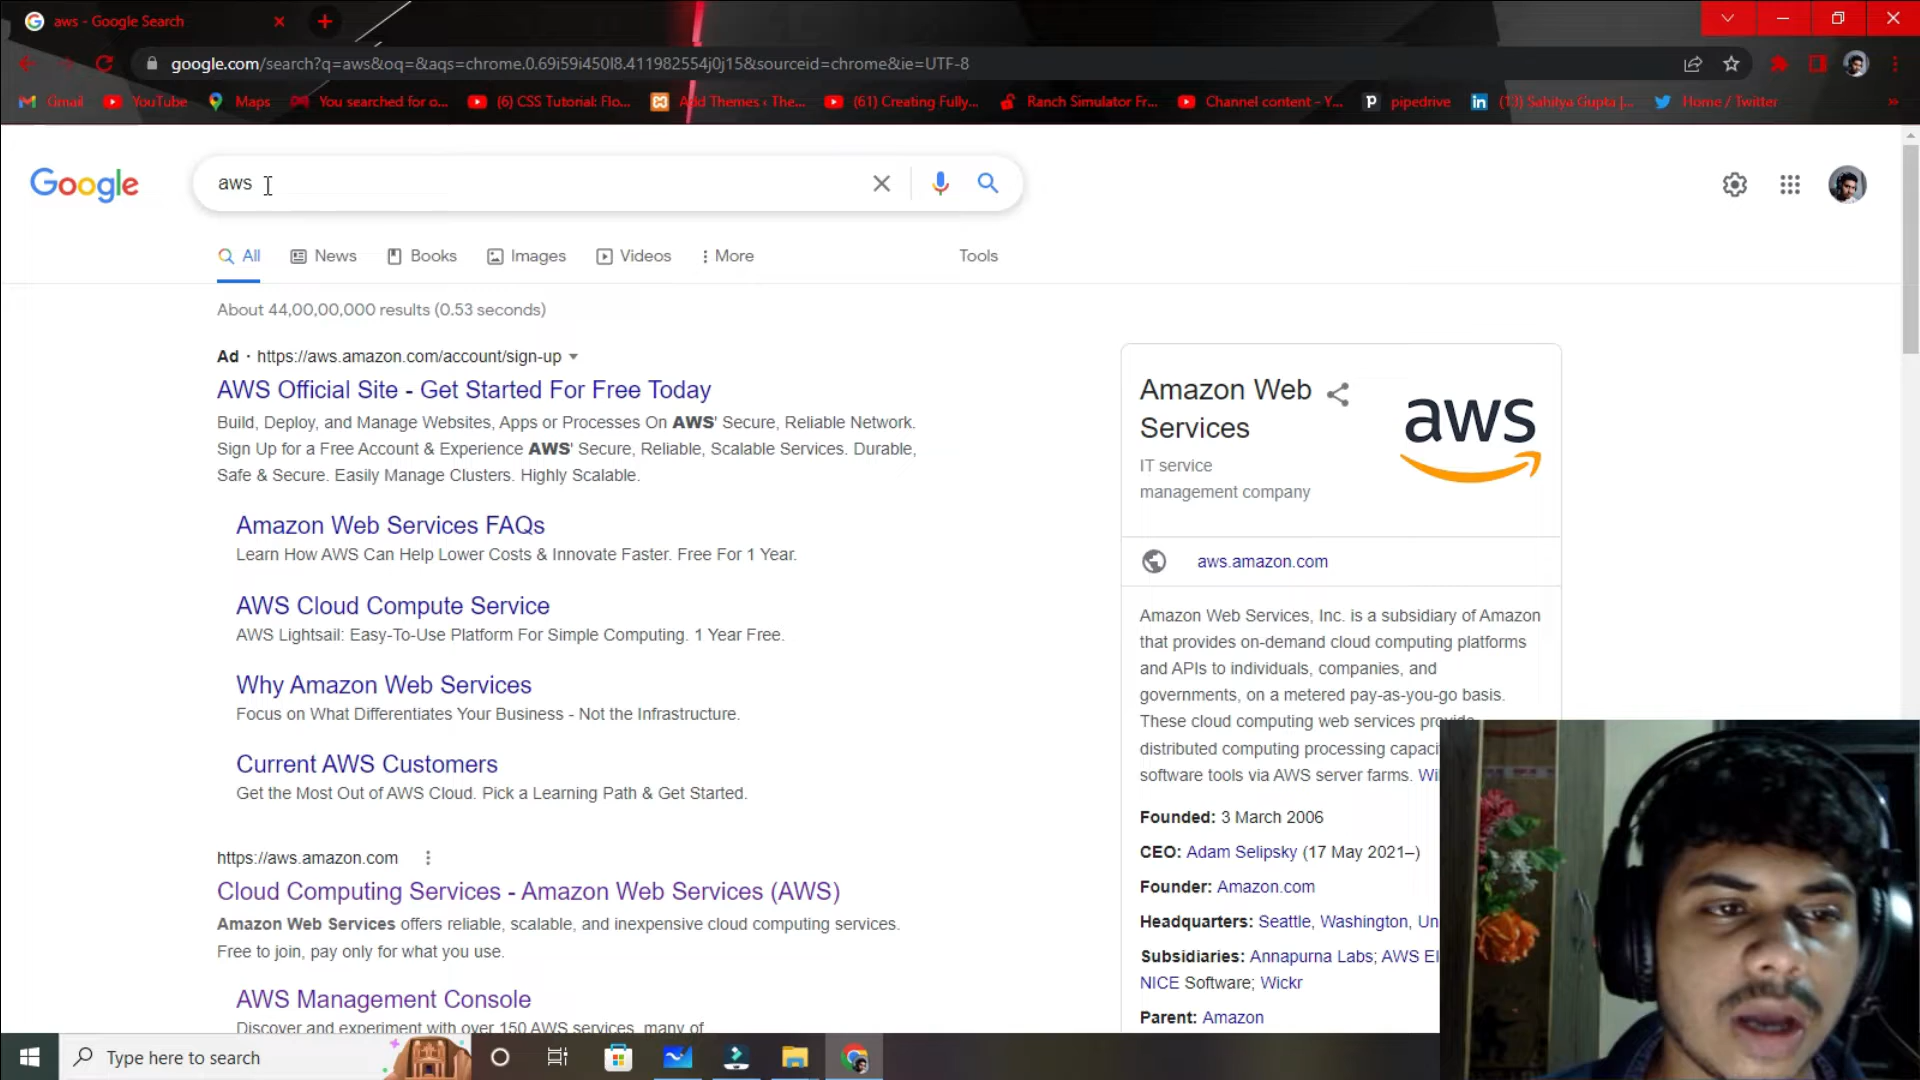 aws - Google Search
google.com/search?q=aws&oq=&aqs=chrome.0.69i59i450l8.411982554j0j15&sourceid=chrome&ie=UTF-8
Gmail YouTube Maps You searched for o... (6) CSS Tutorial: Flo... Add Themes ‹ The... (61) Creating Fully... Ranch Simulator Fr... Channel content - Y... pipedrive (13) Sahitya Gupta |... Home / Twitter
Google
aws
All News Books Images Videos More Tools
About 44,00,00,000 results (0.53 seconds)
Ad · https://aws.amazon.com/account/sign-up
AWS Official Site - Get Started For Free Today
Build, Deploy, and Manage Websites, Apps or Processes On AWS' Secure, Reliable Network.
Sign Up for a Free Account & Experience AWS' Secure, Reliable, Scalable Services. Durable,
Safe & Secure. Easily Manage Clusters. Highly Scalable.
Amazon Web Services FAQs
Learn How AWS Can Help Lower Costs & Innovate Faster. Free For 1 Year.
AWS Cloud Compute Service
AWS Lightsail: Easy-To-Use Platform For Simple Computing. 1 Year Free.
Why Amazon Web Services
Focus on What Differentiates Your Business - Not the Infrastructure.
Current AWS Customers
Get the Most Out of AWS Cloud. Pick a Learning Path & Get Started.
https://aws.amazon.com
Cloud Computing Services - Amazon Web Services (AWS)
Amazon Web Services offers reliable, scalable, and inexpensive cloud computing services.
Free to join, pay only for what you use.
AWS Management Console
Discover and experiment with over 150 AWS services, many of
Amazon Web
Services
IT service
management company
aws
aws.amazon.com
Amazon Web Services, Inc. is a subsidiary of Amazon
that provides on-demand cloud computing platforms
and APIs to individuals, companies, and
governments, on a metered pay-as-you-go basis.
These cloud computing web services provide
distributed computing processing capaci
software tools via AWS server farms. Wi
Founded: 3 March 2006
CEO: Adam Selipsky (17 May 2021–)
Founder: Amazon.com
Headquarters: Seattle, Washington, Un
Subsidiaries: Annapurna Labs; AWS El
NICE Software; Wickr
Parent: Amazon
Type here to search